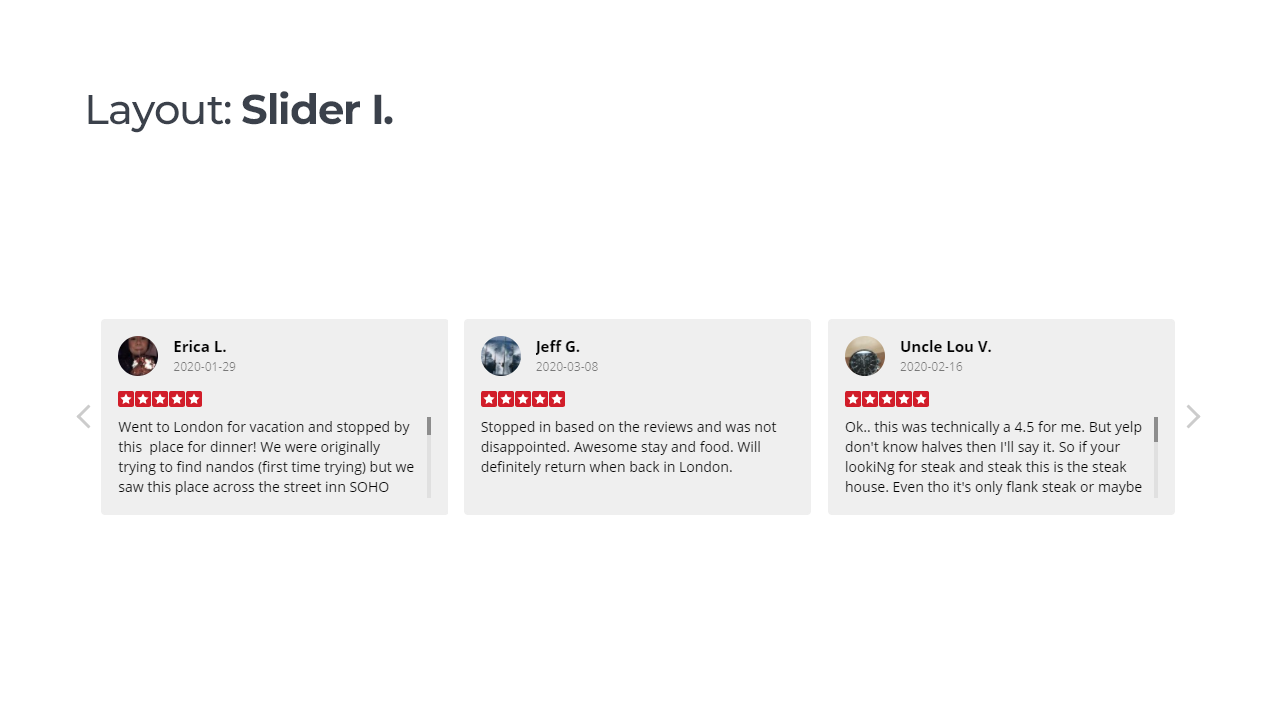 Layout: Slider I.
Erica L.
2020-01-29
Went to London for vacation and stopped by
this  place for dinner! We were originally
trying to find nandos (first time trying) but we
saw this place across the street inn SOHO
Jeff G.
2020-03-08
Stopped in based on the reviews and was not
disappointed. Awesome stay and food. Will
definitely return when back in London.
Uncle Lou V.
2020-02-16
Ok.. this was technically a 4.5 for me. But yelp
don't know halves then I'll say it. So if your
lookiNg for steak and steak this is the steak
house. Even tho it's only flank steak or maybe